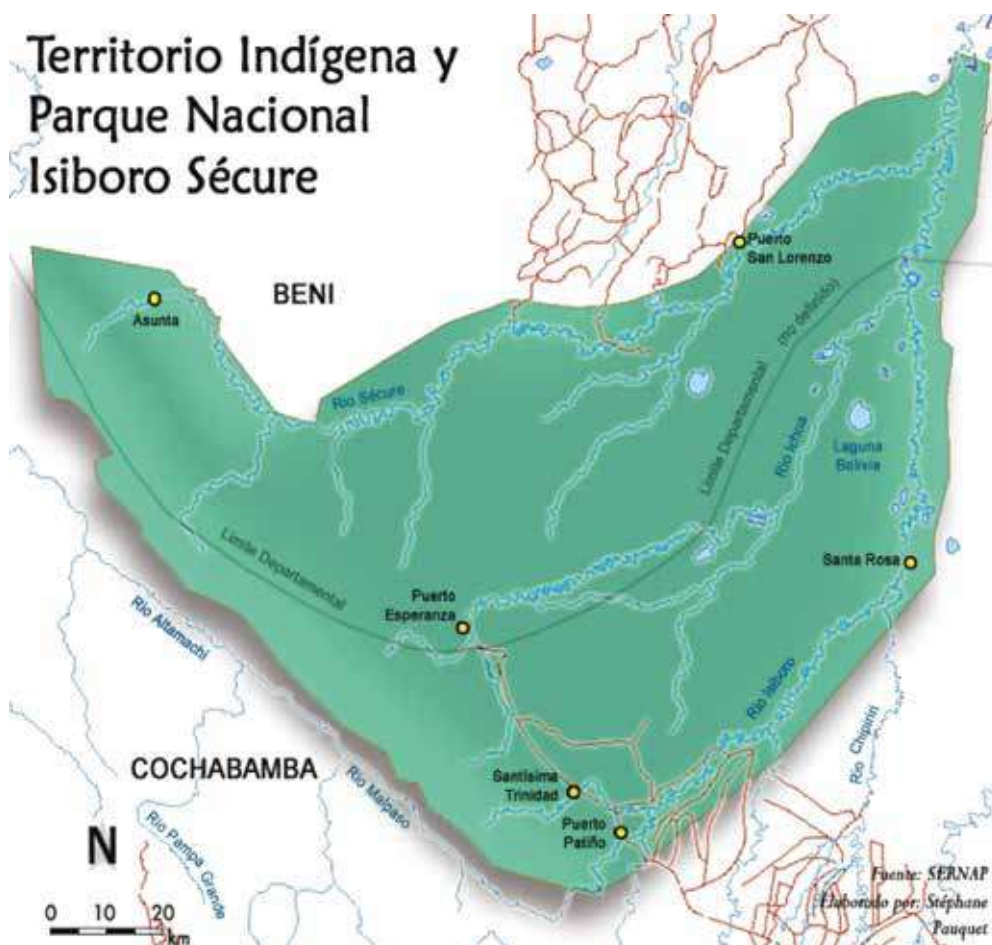 Territorio Indígena y
Parque Nacional
Isiboro Sécure
BENI
Puerto
San Lorenzo
Asunta
(no definido)
Límite Departamental
Río Sécure
Río Ichoa
Laguna
Bolivia
Límite Departamental
Santa Rosa
Puerto
Esperanza
Río Altamachi
Río Isiboro
Río Chipirín
COCHABAMBA
Río Malpaso
Santísima
Trinidad
Puerto
Patiño
Río Pampa
Grande
N
0 10 20
km
Fuente: SERNAP
Elaborado por: Stéphane
Pauquet